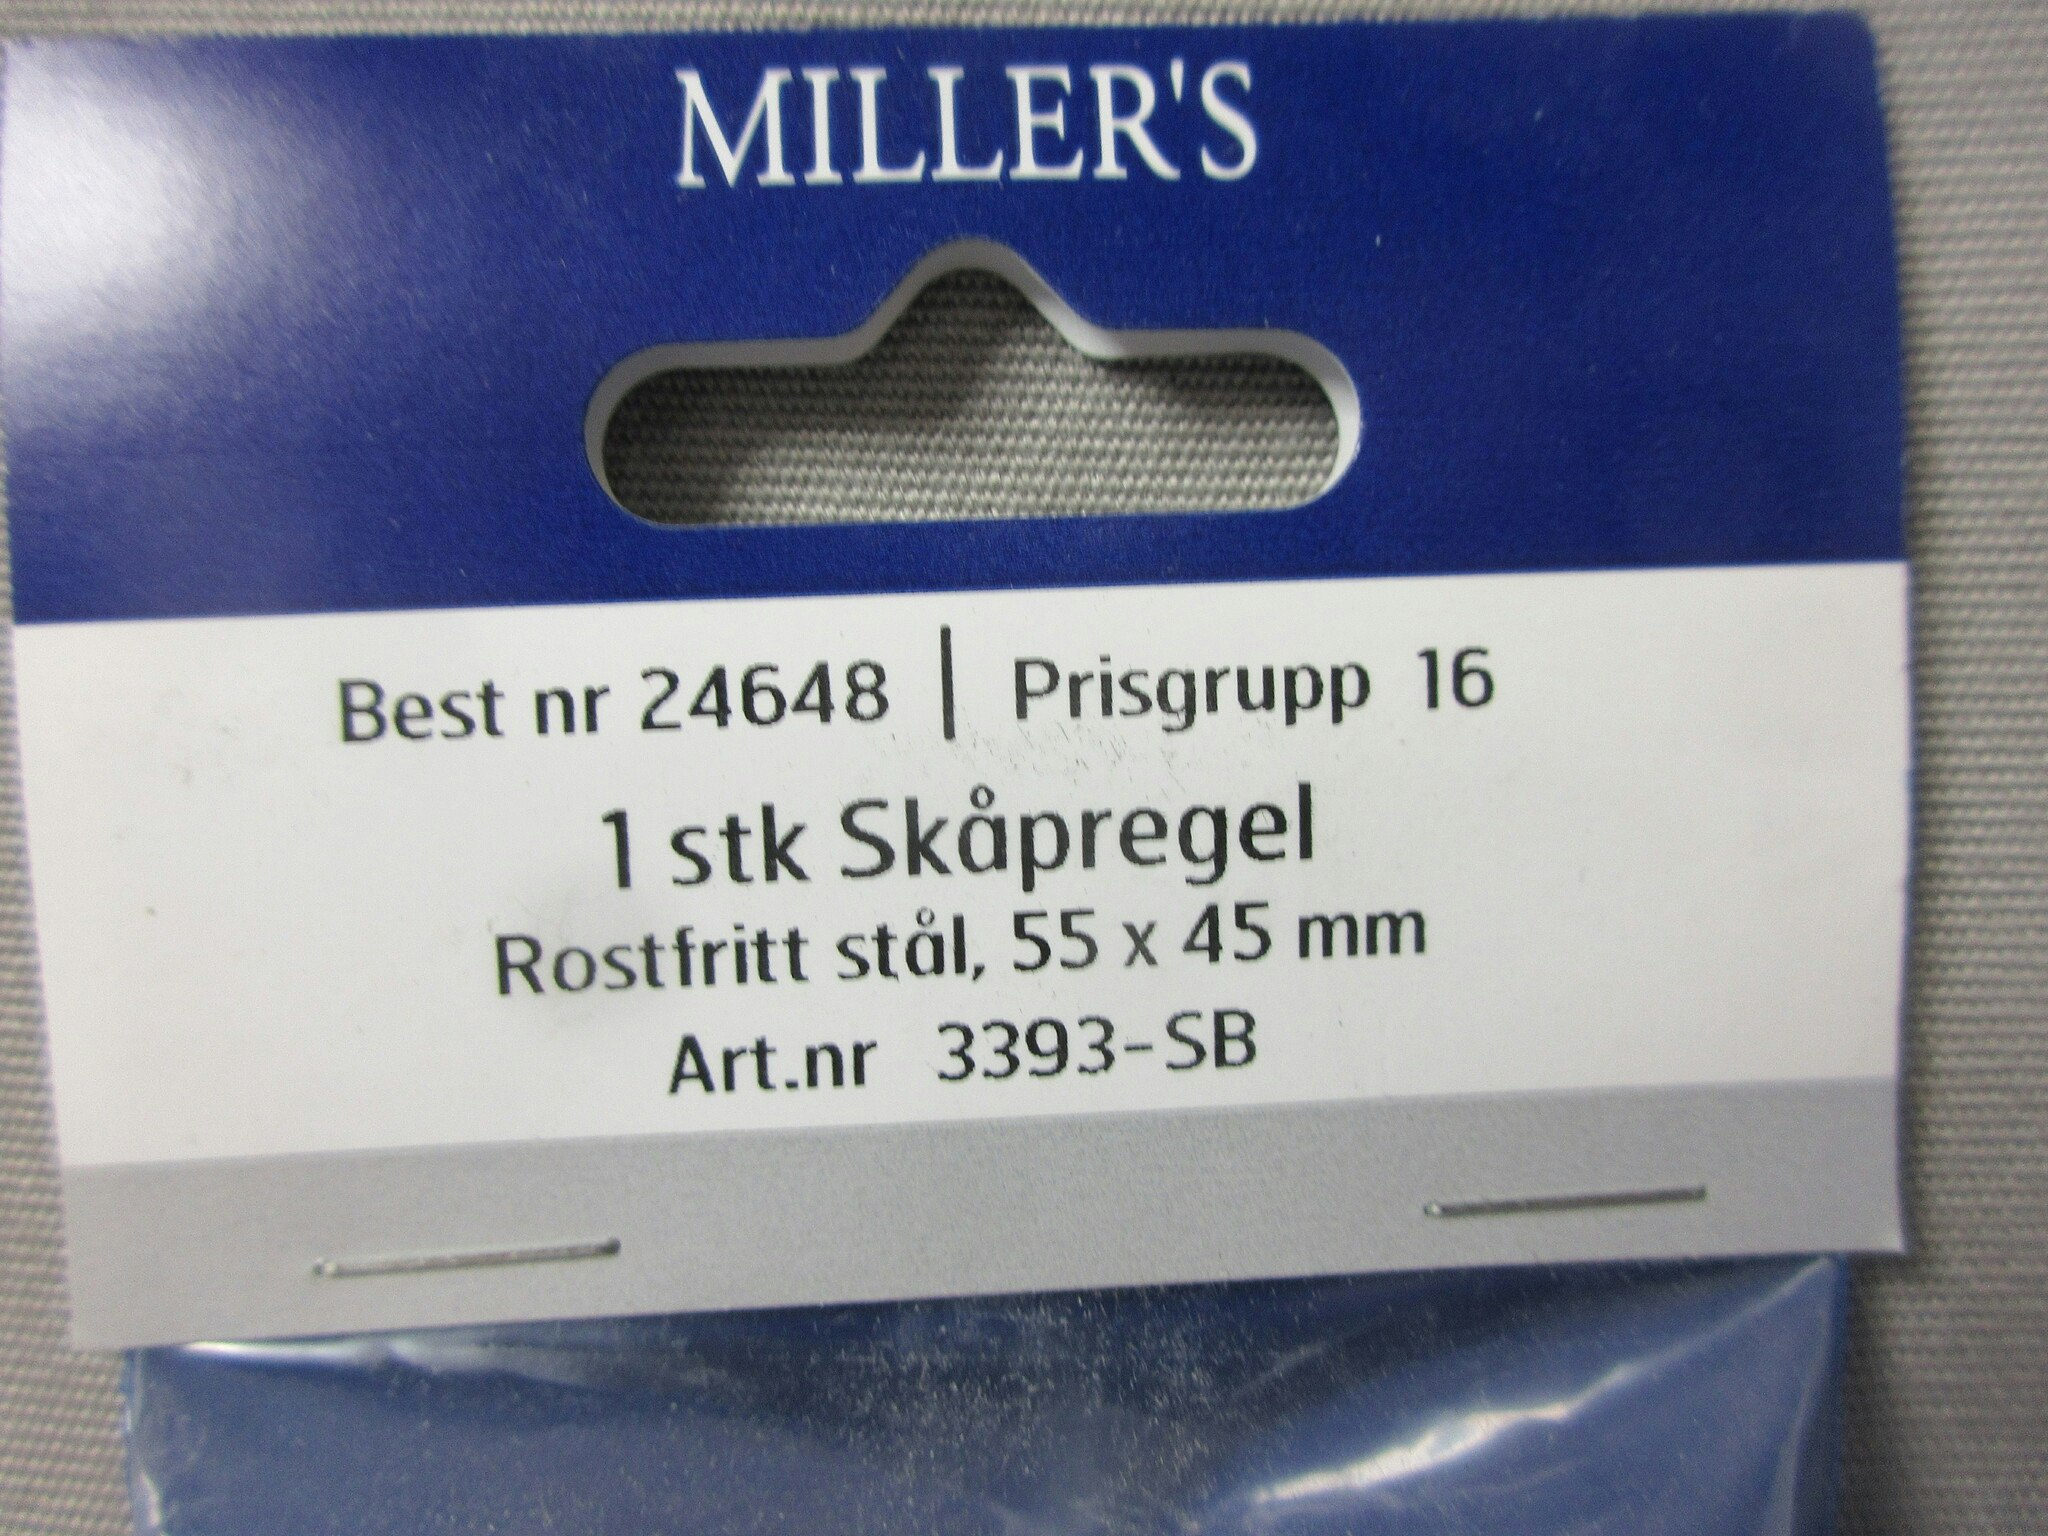 MILLER'S
Best nr 24648 | Prisgrupp 16
1 stk Skåpregel
Rostfritt stål, 55 x 45 mm
Art.nr 3393-SB